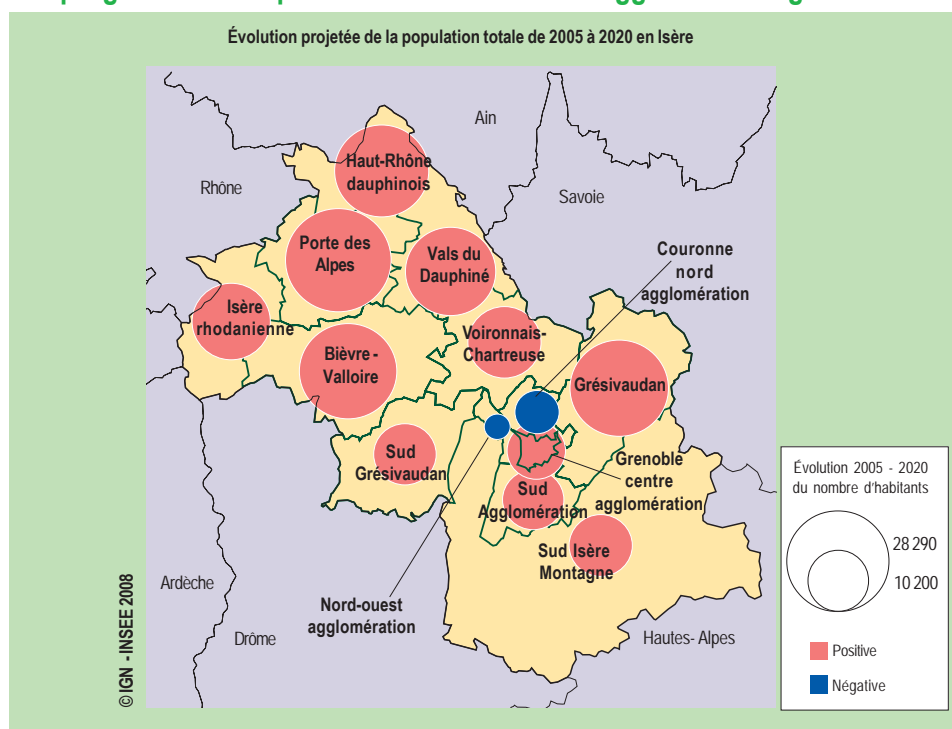 Évolution projetée de la population totale de 2005 à 2020 en Isère
Ain
Rhône
Savoie
Haut-Rhône
dauphinois
Porte des
Alpes
Vals du
Dauphiné
Couronne
nord
agglomération
Isère
rhodanienne
Voironnais-
Chartreuse
Bièvre -
Valloire
Grésivaudan
Sud
Grésivaudan
Grenoble
centre
agglomération
Sud
Agglomération
Sud Isère
Montagne
Nord-ouest
agglomération
Ardèche
Drôme
Hautes- Alpes
© IGN - INSEE 2008
Évolution 2005 - 2020
du nombre d'habitants
28 290
10 200
Positive
Négative